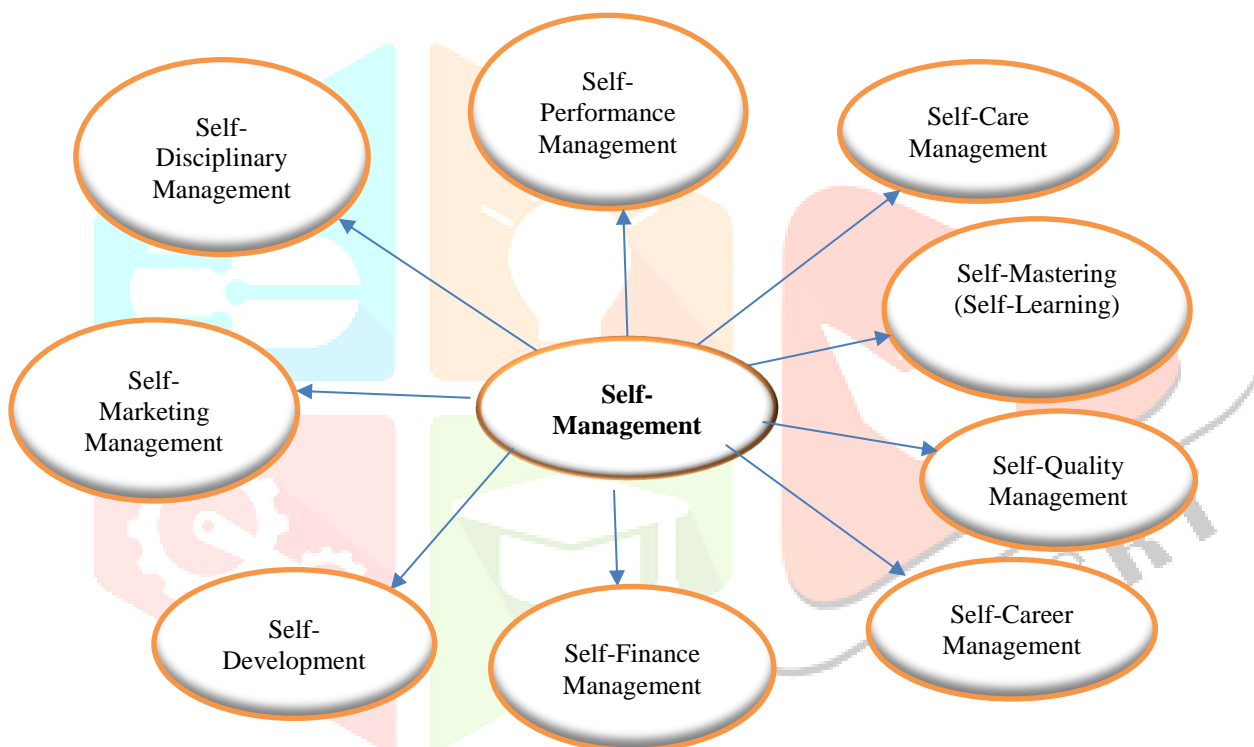 Self-
Performance
Management
Self-Care
Management
Self-
Disciplinary
Management
Self-Mastering
(Self-Learning)
Self-
Marketing
Management
Self-
Management
Self-Quality
Management
Self-
Development
Self-Finance
Management
Self-Career
Management